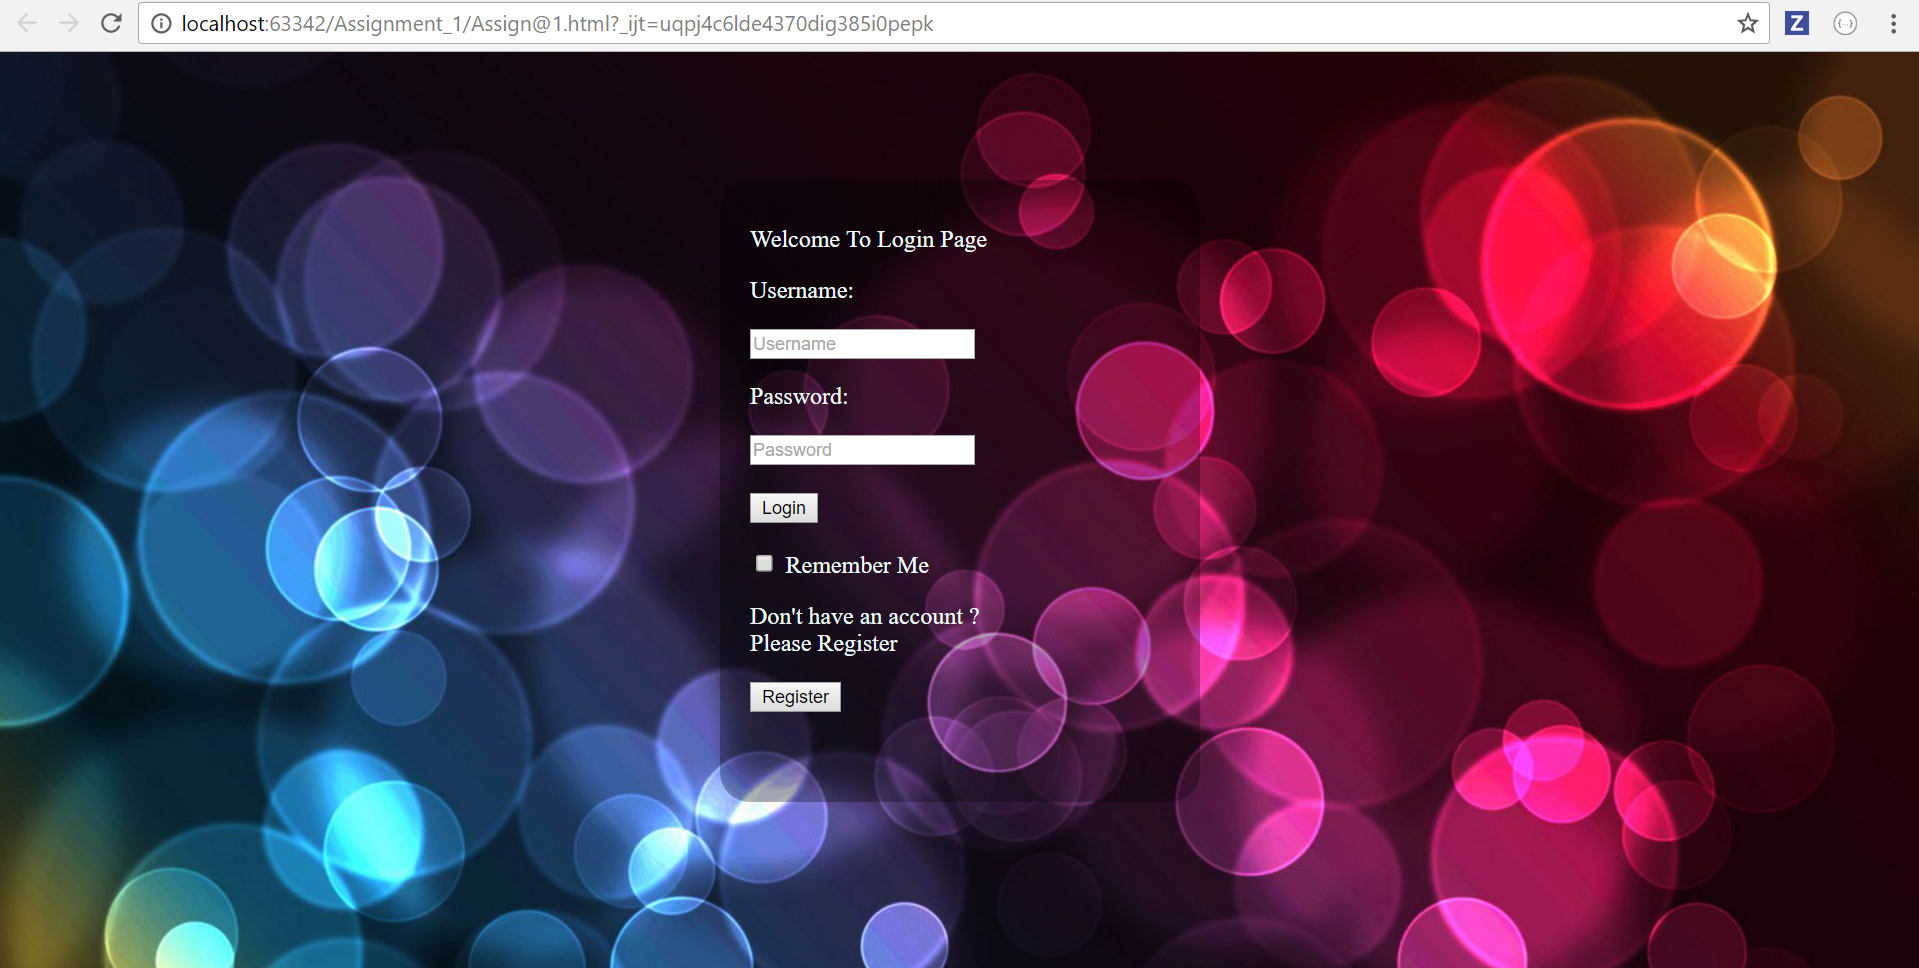 localhost:63342/Assignment_1/Assign@1.html?_ijt=uqpj4c6lde4370dig385i0pepk
Z
{...}
Welcome To Login Page
Username:
Username
Password:
Password
Login
Remember Me
Don't have an account ?
Please Register
Register